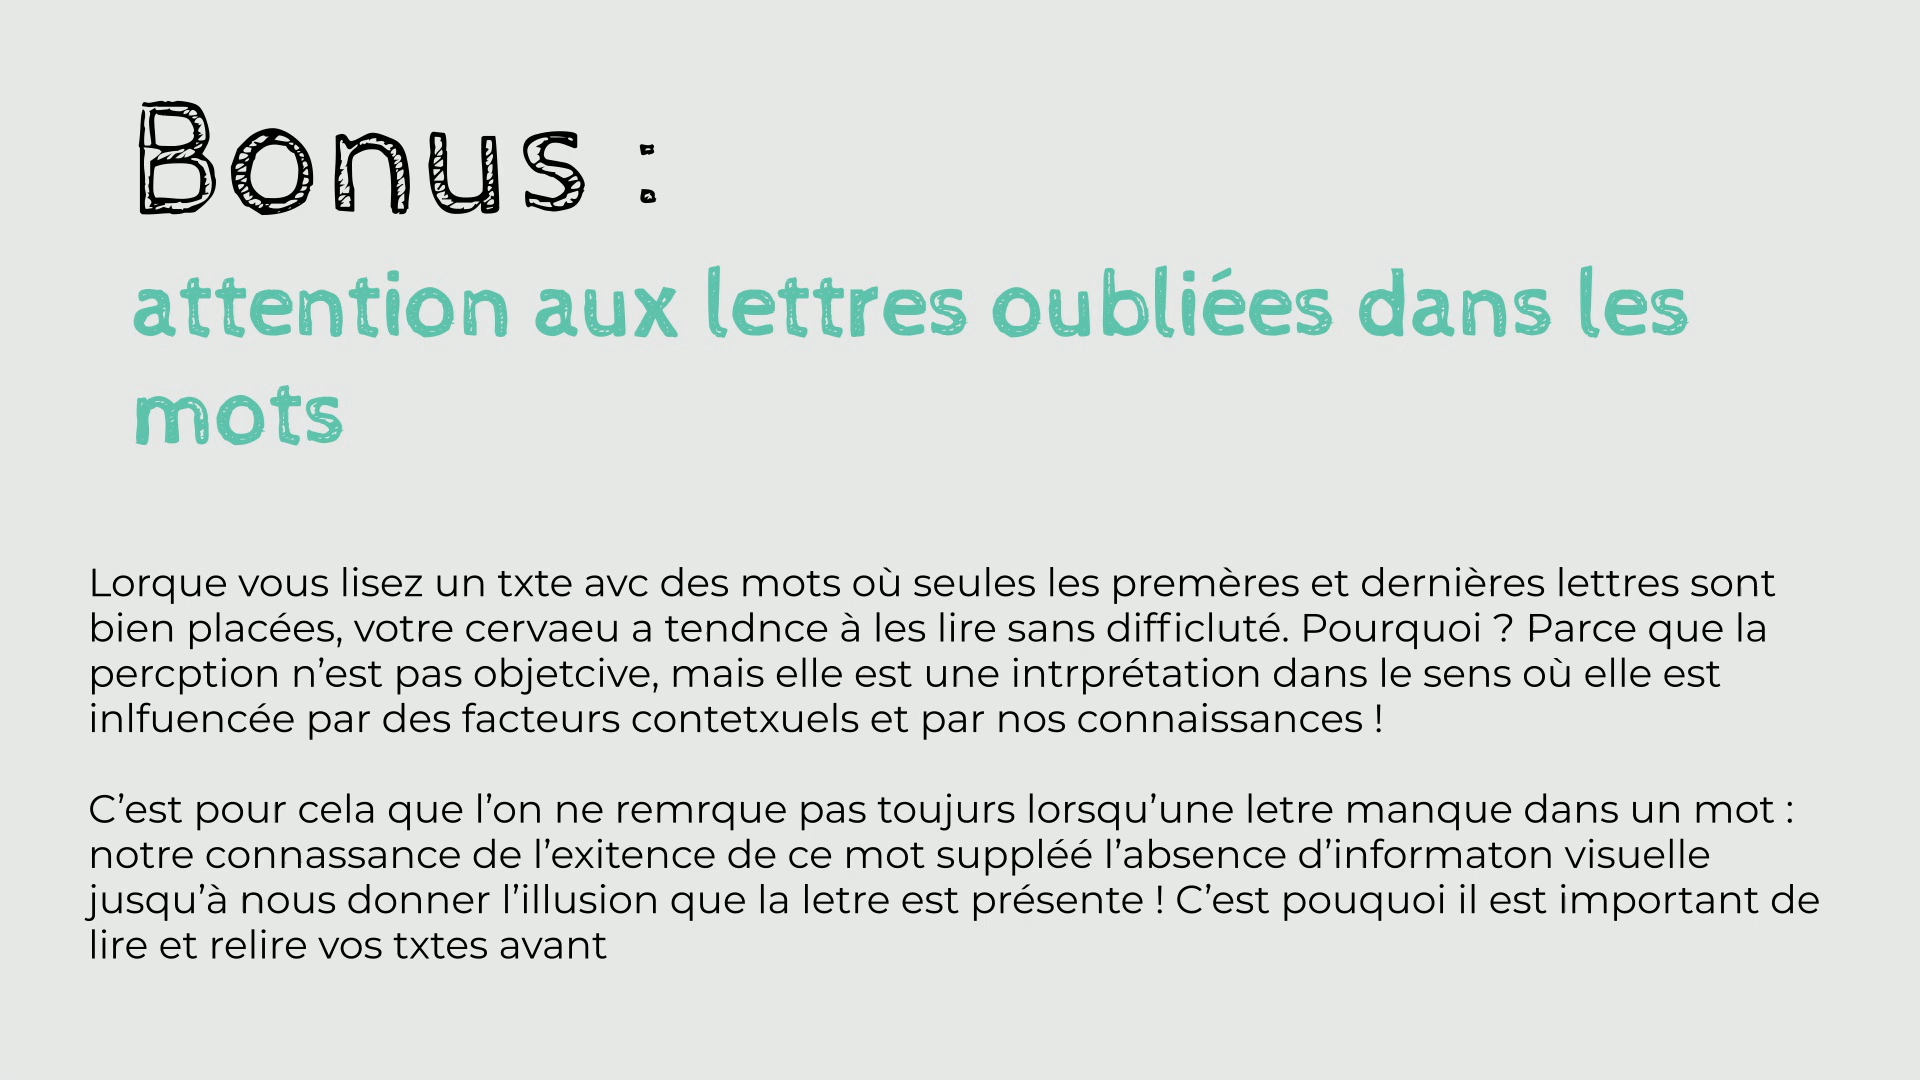 Bonus :
attention aux lettres oubliées dans les
mots
Lorque vous lisez un txte avc des mots où seules les premères et dernières lettres sont
bien placées, votre cervaeu a tendnce à les lire sans difficluté. Pourquoi ? Parce que la
percption n’est pas objetcive, mais elle est une intrprétation dans le sens où elle est
inlfuencée par des facteurs contetxuels et par nos connaissances !
C’est pour cela que l’on ne remrque pas toujurs lorsqu’une letre manque dans un mot :
notre connassance de l’exitence de ce mot suppléé l’absence d’informaton visuelle
jusqu’à nous donner l’illusion que la letre est présente ! C’est pouquoi il est important de
lire et relire vos txtes avant